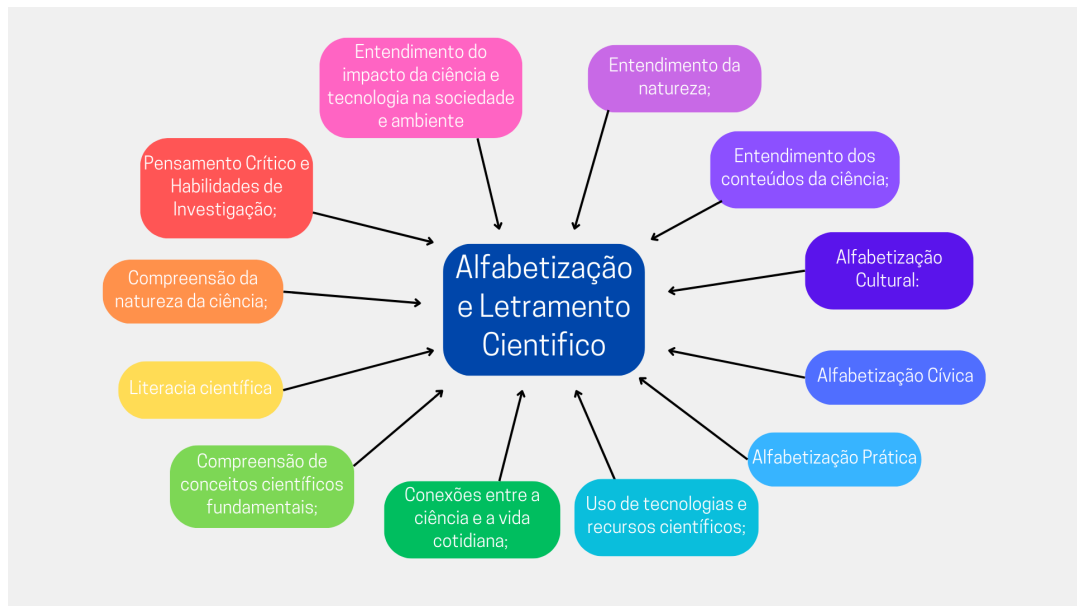 Entendimento do
impacto da ciência e
tecnologia na sociedade
e ambiente
Entendimento da
natureza;
Entendimento dos
conteúdos da ciência;
Pensamento Crítico e
Habilidades de
Investigação;
Alfabetização
Cultural:
Alfabetização
e Letramento
Cientifico
Compreensão da
natureza da ciência;
Alfabetização Cívica
Literacia científica
Alfabetização Prática
Compreensão de
conceitos científicos
fundamentais;
Conexões entre a
ciência e a vida
cotidiana;
Uso de tecnologias e
recursos científicos;